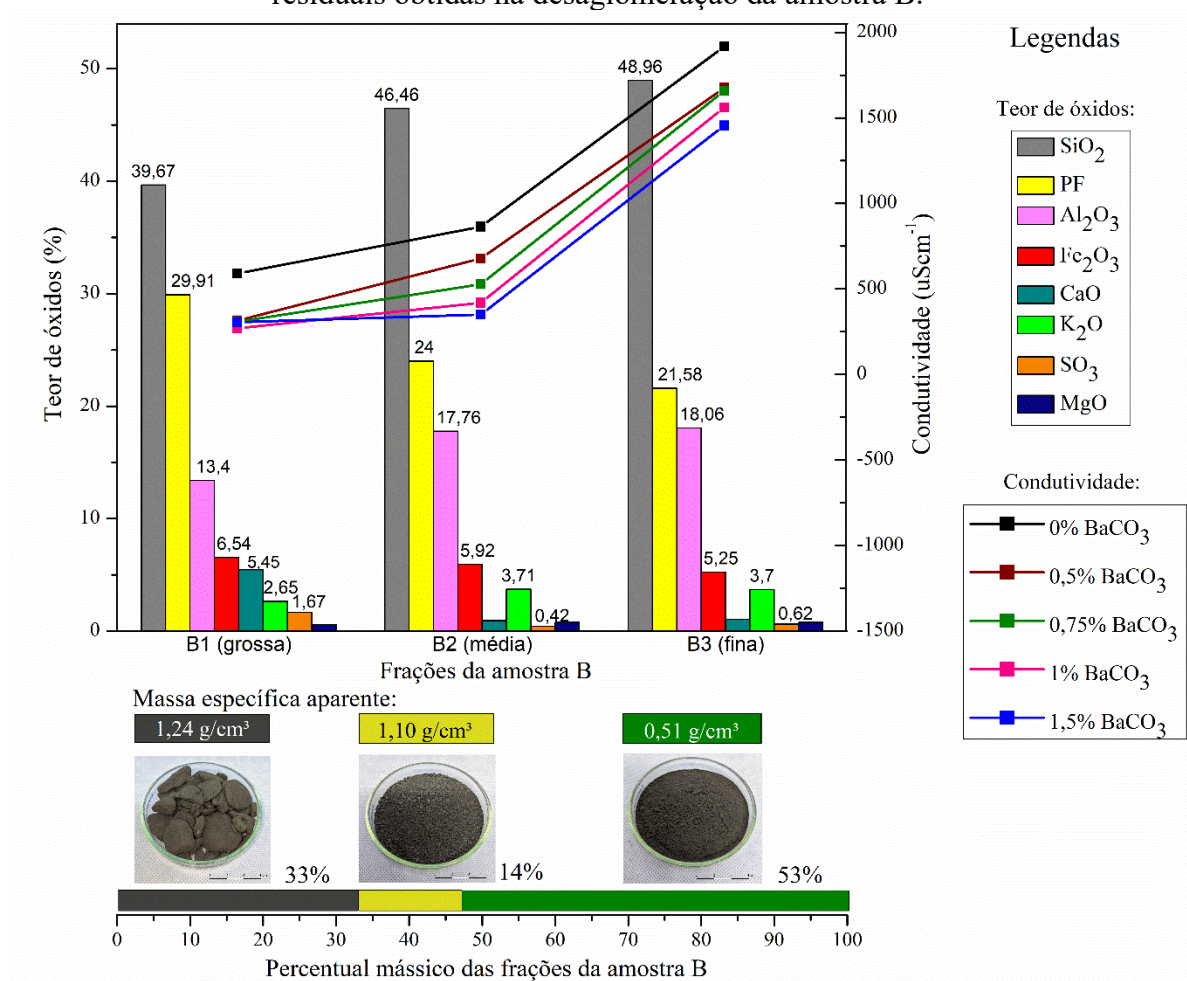 residuais obtidas na desaglomeração da amostra B.
Teor de óxidos (%)
50
40
30
20
10
0
39,67
29,91
13,4
6,54
5,45
2,65
1,67
46,46
24
17,76
5,92
3,71
0,42
48,96
21,58
18,06
5,25
3,7
0,62
B1 (grossa)
B2 (média)
B3 (fina)
Frações da amostra B
2000
1500
1000
500
0
-500
-1000
-1500
Condutividade (uScm⁻¹)
Legendas
Teor de óxidos:
SiO₂
PF
Al₂O₃
Fe₂O₃
CaO
K₂O
SO₃
MgO
Condutividade:
0% BaCO₃
0,5% BaCO₃
0,75% BaCO₃
1% BaCO₃
1,5% BaCO₃
Massa específica aparente:
1,24 g/cm³
1,10 g/cm³
0,51 g/cm³
33%
14%
53%
0 10 20 30 40 50 60 70 80 90 100
Percentual mássico das frações da amostra B